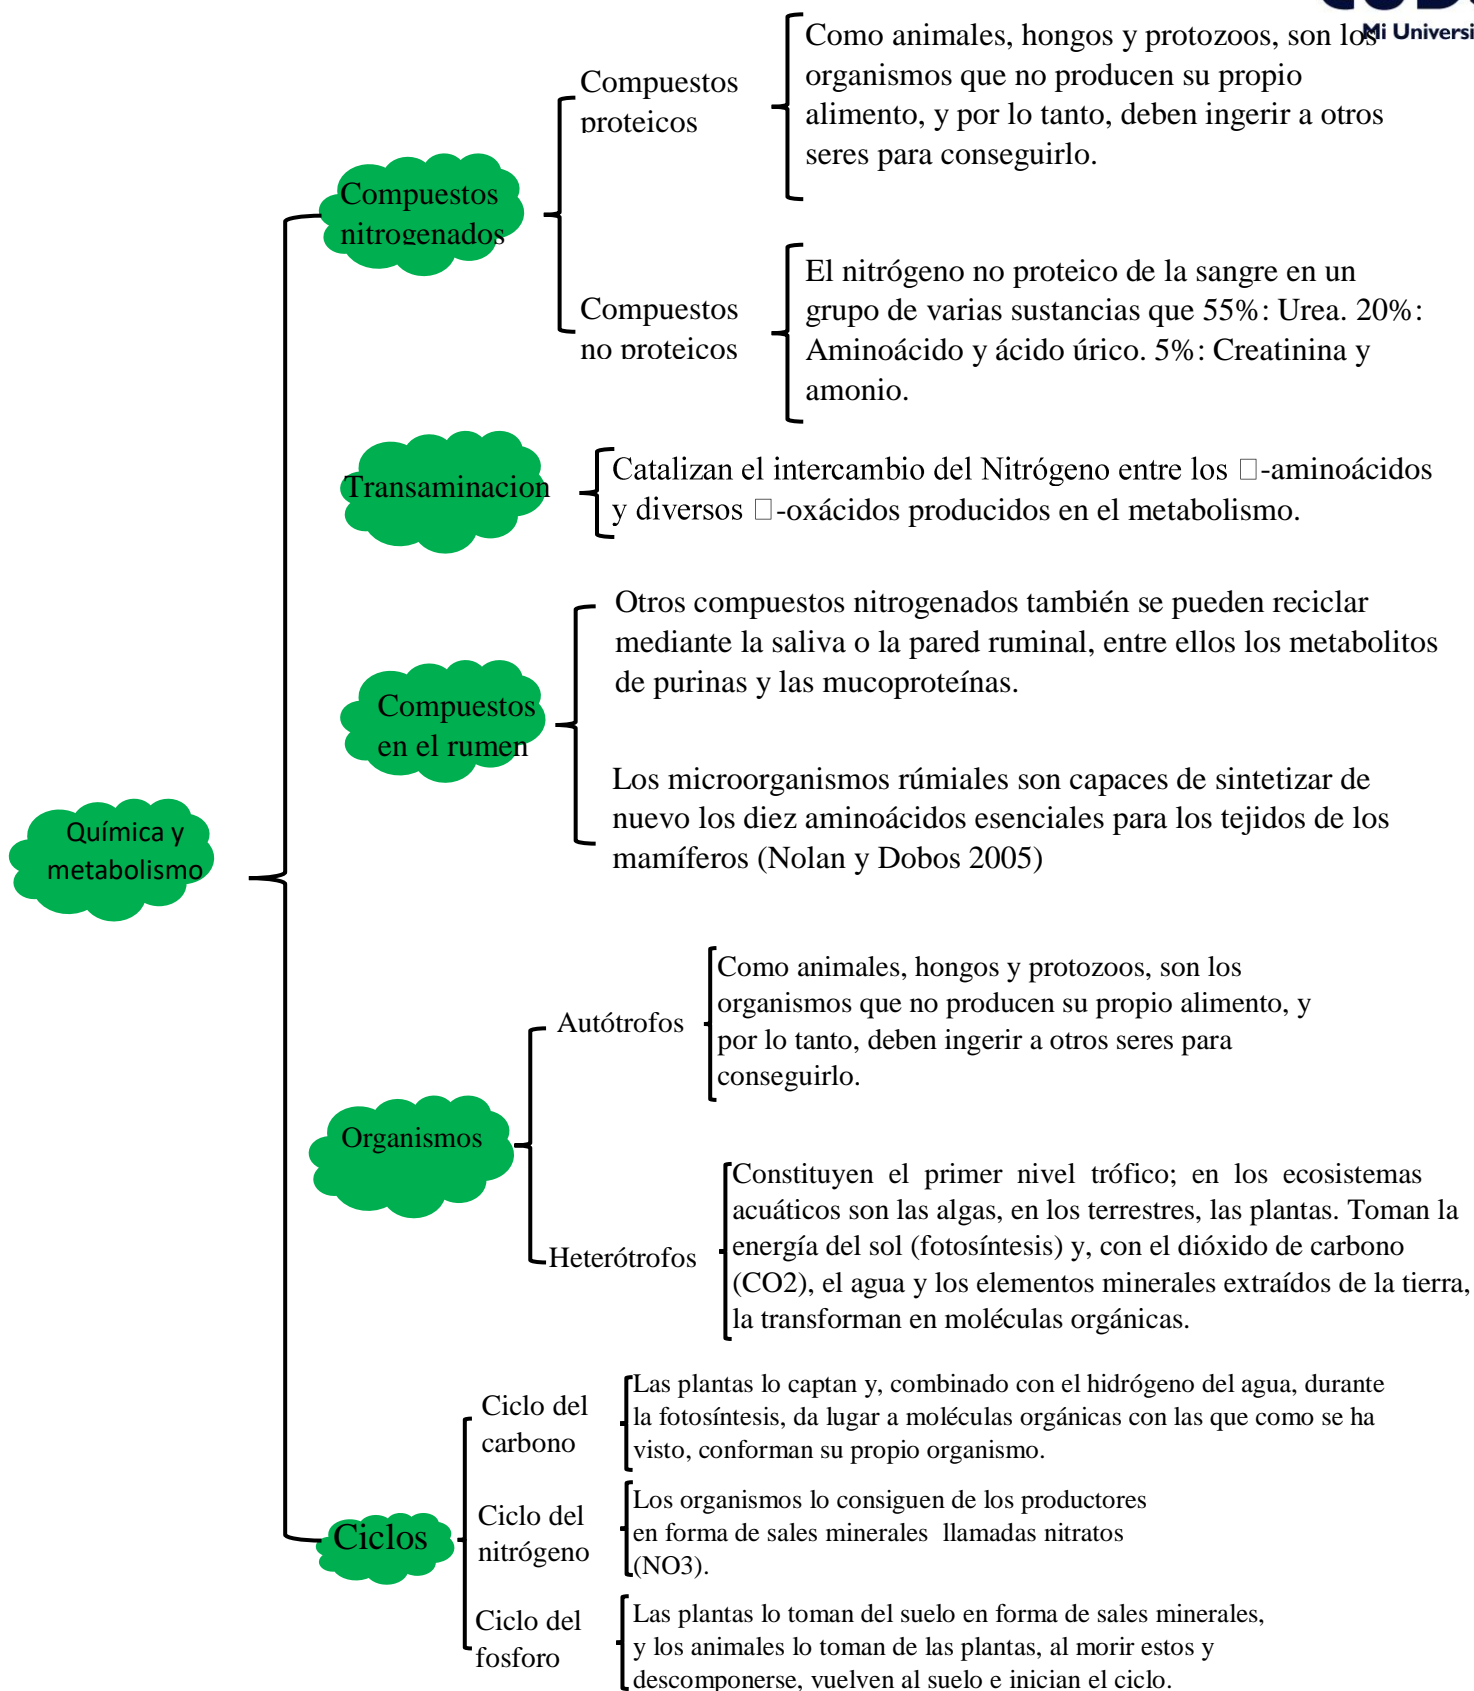 Mi Universi
Como animales, hongos y protozoos, son los
organismos que no producen su propio
alimento, y por lo tanto, deben ingerir a otros
seres para conseguirlo.
Compuestos
proteicos
Compuestos
nitrogenados
El nitrógeno no proteico de la sangre en un
grupo de varias sustancias que 55%: Urea. 20%:
Aminoácido y ácido úrico. 5%: Creatinina y
amonio.
Compuestos
no proteicos
Transaminacion
Catalizan el intercambio del Nitrógeno entre los □-aminoácidos
y diversos □-oxácidos producidos en el metabolismo.
Otros compuestos nitrogenados también se pueden reciclar
mediante la saliva o la pared ruminal, entre ellos los metabolitos
de purinas y las mucoproteínas.
Compuestos
en el rumen
Los microorganismos rúmiales son capaces de sintetizar de
nuevo los diez aminoácidos esenciales para los tejidos de los
mamíferos (Nolan y Dobos 2005)
Química y
metabolismo
Como animales, hongos y protozoos, son los
organismos que no producen su propio alimento, y
por lo tanto, deben ingerir a otros seres para
conseguirlo.
Autótrofos
Organismos
Constituyen el primer nivel trófico; en los ecosistemas
acuáticos son las algas, en los terrestres, las plantas. Toman la
energía del sol (fotosíntesis) y, con el dióxido de carbono
(CO2), el agua y los elementos minerales extraídos de la tierra,
la transforman en moléculas orgánicas.
Heterótrofos
Ciclo del
carbono
Las plantas lo captan y, combinado con el hidrógeno del agua, durante
la fotosíntesis, da lugar a moléculas orgánicas con las que como se ha
visto, conforman su propio organismo.
Ciclo del
nitrógeno
Los organismos lo consiguen de los productores
en forma de sales minerales llamadas nitratos
(NO3).
Ciclos
Ciclo del
fosforo
Las plantas lo toman del suelo en forma de sales minerales,
y los animales lo toman de las plantas, al morir estos y
descomponerse, vuelven al suelo e inician el ciclo.